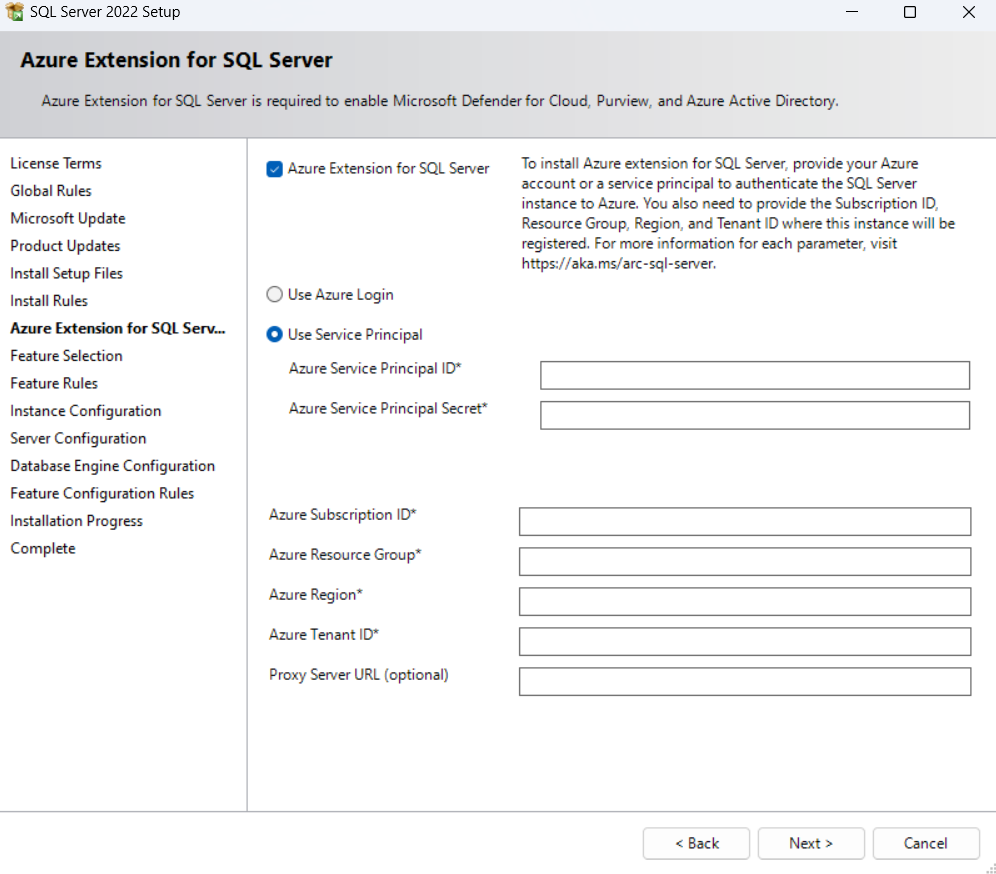 SQL Server 2022 Setup
Azure Extension for SQL Server
Azure Extension for SQL Server is required to enable Microsoft Defender for Cloud, Purview, and Azure Active Directory.
License Terms
Global Rules
Microsoft Update
Product Updates
Install Setup Files
Install Rules
Azure Extension for SQL Serv...
Feature Selection
Feature Rules
Instance Configuration
Server Configuration
Database Engine Configuration
Feature Configuration Rules
Installation Progress
Complete
Azure Extension for SQL Server
To install Azure extension for SQL Server, provide your Azure
account or a service principal to authenticate the SQL Server
instance to Azure. You also need to provide the Subscription ID,
Resource Group, Region, and Tenant ID where this instance will be
registered. For more information for each parameter, visit
https://aka.ms/arc-sql-server.
Use Azure Login
Use Service Principal
Azure Service Principal ID*
Azure Service Principal Secret*
Azure Subscription ID*
Azure Resource Group*
Azure Region*
Azure Tenant ID*
Proxy Server URL (optional)
< Back
Next >
Cancel